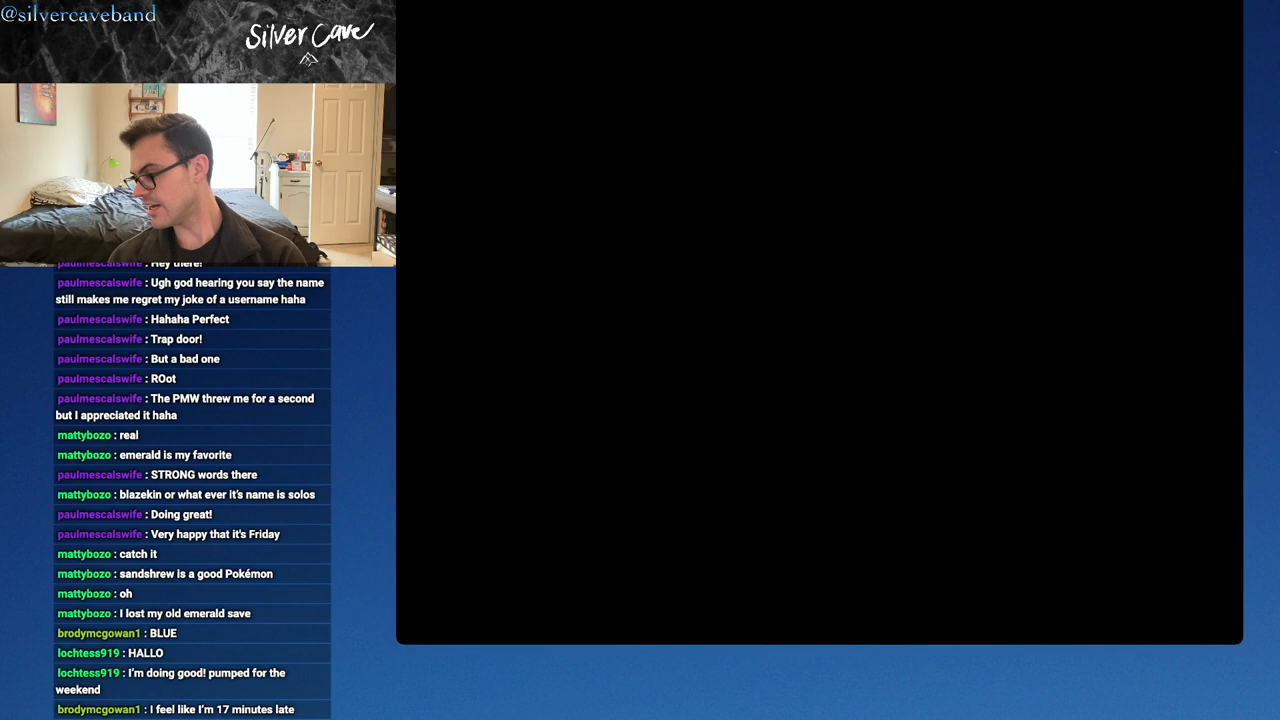 @silvercaveband
Silver Cave
paulmescalswife : Hey there!
paulmescalswife : Ugh god hearing you say the name
still makes me regret my joke of a username haha
paulmescalswife : Hahaha Perfect
paulmescalswife : Trap door!
paulmescalswife : But a bad one
paulmescalswife : ROot
paulmescalswife : The PMW threw me for a second
but I appreciated it haha
mattybozo : real
mattybozo : emerald is my favorite
paulmescalswife : STRONG words there
mattybozo : blazekin or what ever it's name is solos
paulmescalswife : Doing great!
paulmescalswife : Very happy that it's Friday
mattybozo : catch it
mattybozo : sandshrew is a good Pokémon
mattybozo : oh
mattybozo : I lost my old emerald save
brodymcgowan1 : BLUE
lochtess919 : HALLO
lochtess919 : I'm doing good! pumped for the
weekend
brodymcgowan1 : I feel like I'm 17 minutes late